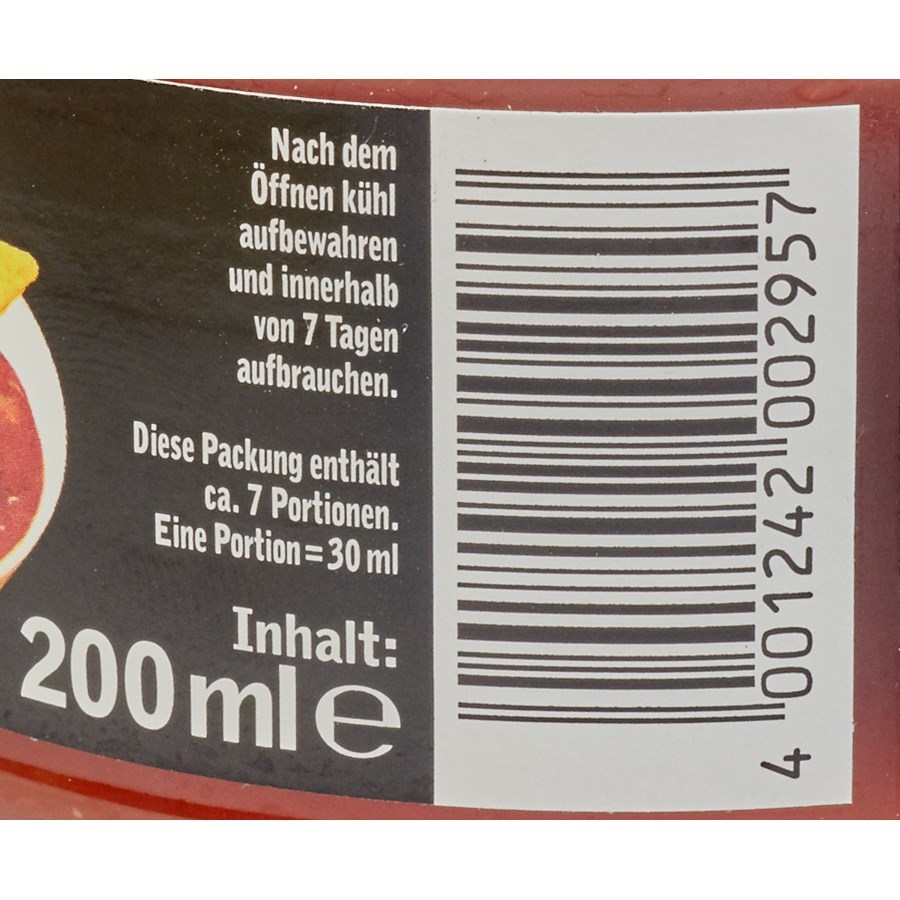 Nach dem
Öffnen kühl
aufbewahren
und innerhalb
von 7 Tagen
aufbrauchen.
Diese Packung enthält
ca. 7 Portionen.
Eine Portion=30 ml
Inhalt:
200 ml e
4 001242 002957